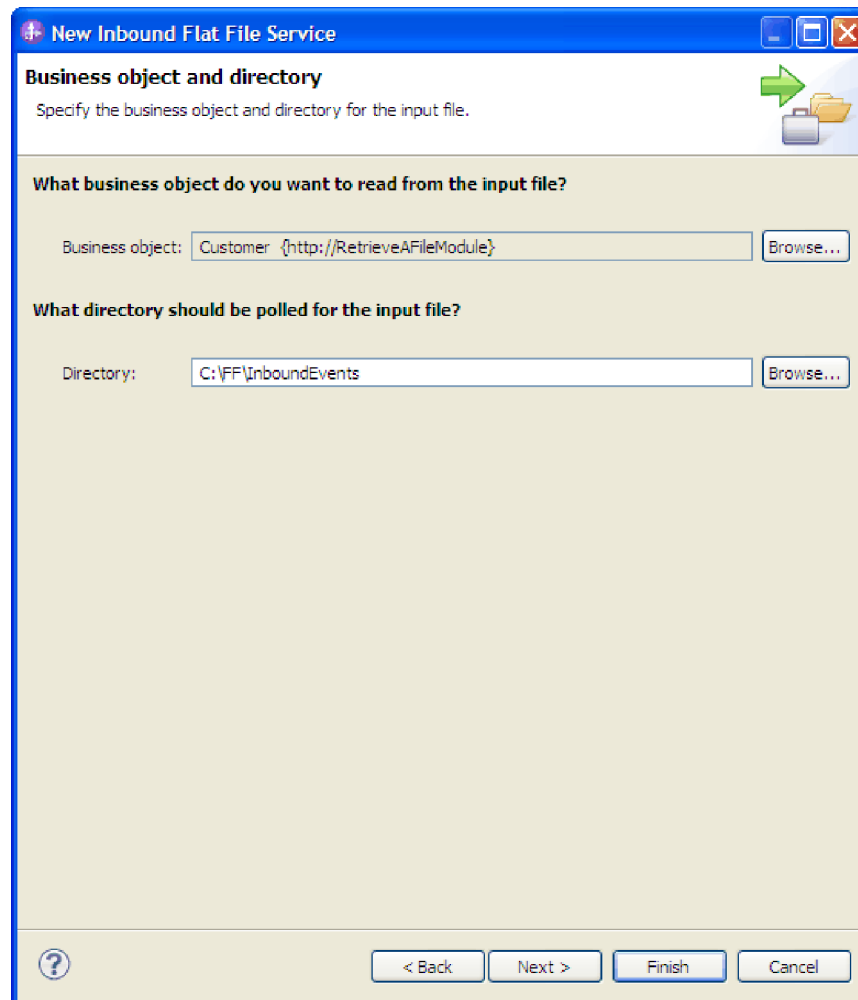 New Inbound Flat File Service
Business object and directory
Specify the business object and directory for the input file.
What business object do you want to read from the input file?
Business object: Customer {http://RetrieveAFileModule} Browse...
What directory should be polled for the input file?
Directory: C:\FF\InboundEvents Browse...
? < Back Next > Finish Cancel